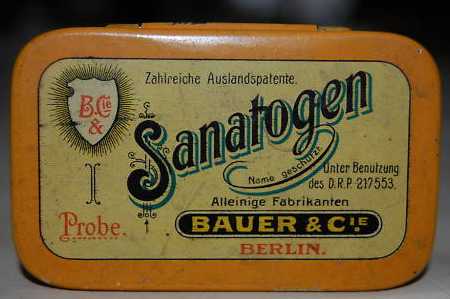 Zahlreiche Auslandspatente.
B. Cie
&
Sanatogen
Name geschützt
Unter Benutzung
des D.R.P. 217553.
Alleinige Fabrikanten
Probe.
BAUER & CIE.
BERLIN.